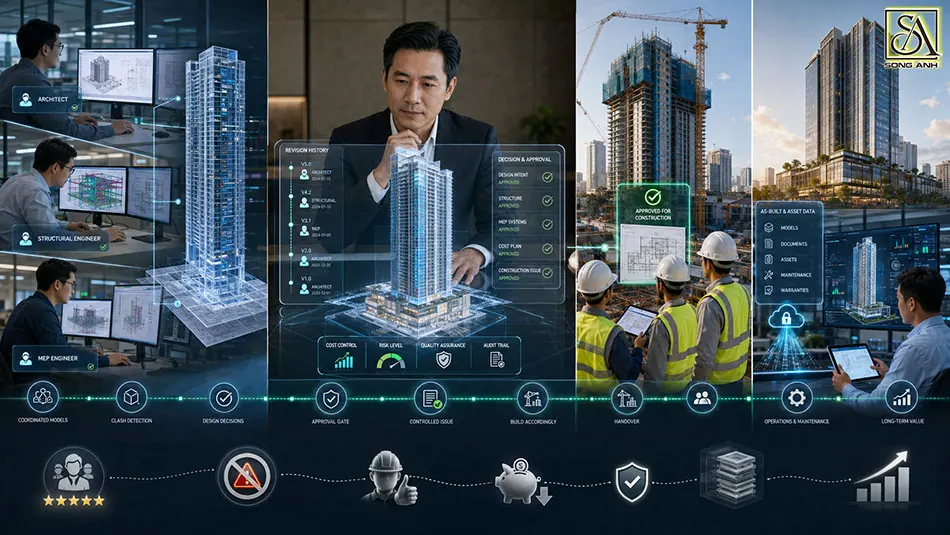 SA
SONG ANH
ARCHITECT
STRUCTURAL ENGINEER
MEP ENGINEER
REVISION HISTORY
V5.0
ARCHITECT
V4.2
STRUCTURAL
V3.1
MEP
V2.0
ARCHITECT
V1.0
ARCHITECT
DECISION & APPROVAL
DESIGN INTENT
APPROVED
STRUCTURE
APPROVED
MEP SYSTEMS
APPROVED
COST PLAN
APPROVED
CONSTRUCTION ISSUE
APPROVED
COST CONTROL
RISK LEVEL
QUALITY ASSURANCE
AUDIT TRAIL
APPROVED FOR
CONSTRUCTION
AS-BUILT & ASSET DATA
MODELS
DOCUMENTS
ASSETS
MAINTENANCE
WARRANTIES
COORDINATED MODELS
CLASH DETECTION
DESIGN DECISIONS
APPROVAL GATE
CONTROLLED ISSUE
BUILD ACCORDINGLY
HANDOVER
OPERATIONS & MAINTENANCE
LONG-TERM VALUE